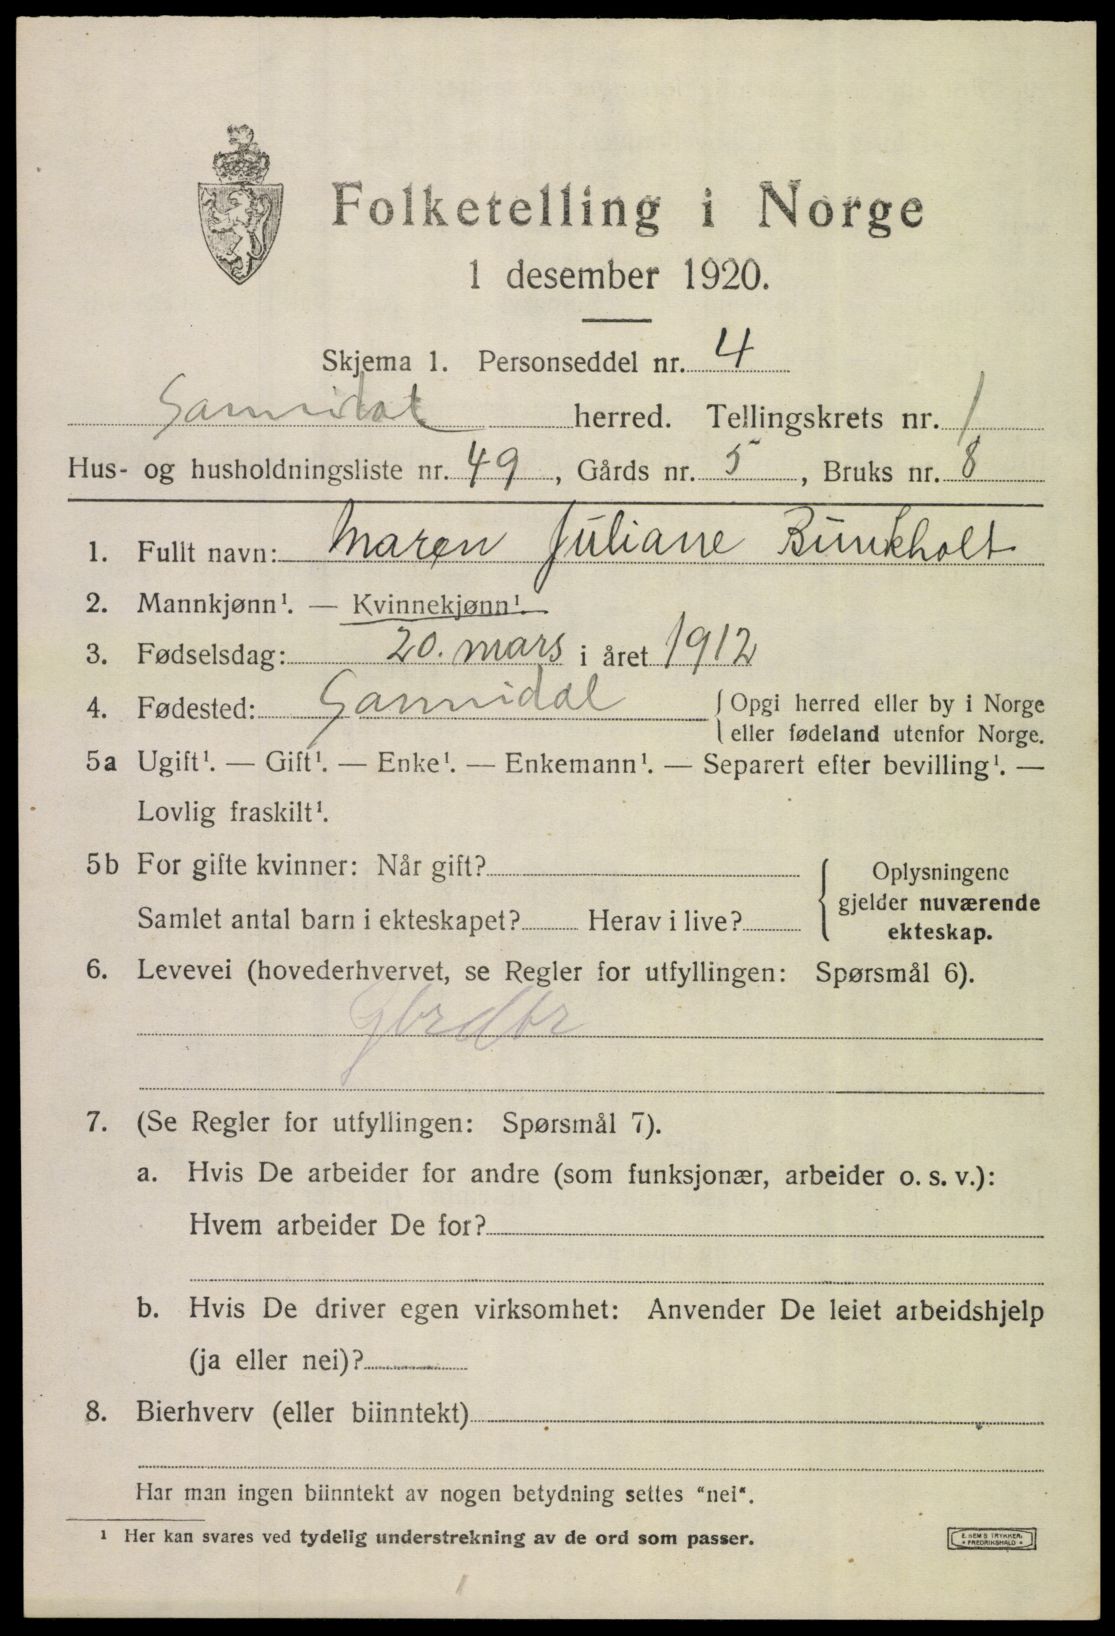 Folketelling i Norge
1 desember 1920.
Skjema 1. Personseddel nr. 4
Sannidal herred. Tellingskrets nr. 1
Hus- og husholdningsliste nr. 49, Gårds nr. 5, Bruks nr. 8
1. Fullt navn: Maren Juliane Bunkholt
2. Mannkjønn¹. — Kvinnekjønn¹.
3. Fødselsdag: 20. mars i året 1912
4. Fødested: Sannidal { Opgi herred eller by i Norge
eller fødeland utenfor Norge.
5a Ugift¹. — Gift¹. — Enke¹. — Enkemann¹. — Separert efter bevilling¹. —
Lovlig fraskilt¹.
5b For gifte kvinner: Når gift?
Samlet antal barn i ekteskapet? Herav i live?
{ Oplysningene
gjelder nuværende
ekteskap.
6. Levevei (hovederhvervet, se Regler for utfyllingen: Spørsmål 6).
Gbrdbr
7. (Se Regler for utfyllingen: Spørsmål 7).
a. Hvis De arbeider for andre (som funksjonær, arbeider o. s. v.):
Hvem arbeider De for?
b. Hvis De driver egen virksomhet: Anvender De leiet arbeidshjelp
(ja eller nei)?
8. Bierhverv (eller biinntekt)
Har man ingen biinntekt av nogen betydning settes "nei".
¹ Her kan svares ved tydelig understrekning av de ord som passer.
E. SEM'S TRYKKERI
FREDRIKSHALD